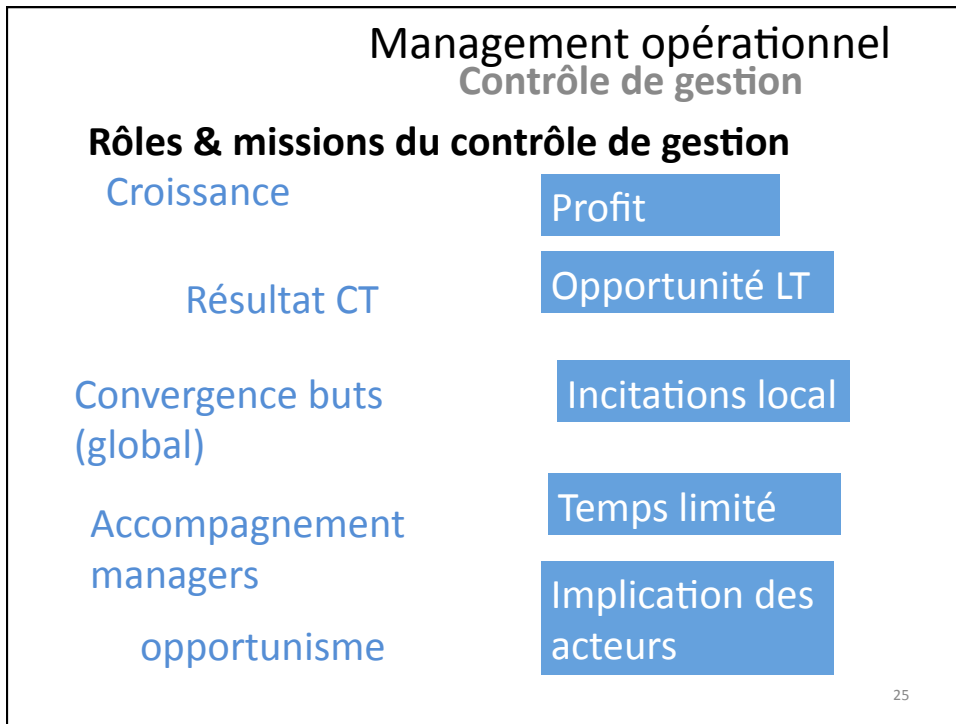 Management opérationnel
Contrôle de gestion
Rôles & missions du contrôle de gestion
Croissance
Profit
Résultat CT
Opportunité LT
Convergence buts
(global)
Incitations local
Accompagnement
managers
Temps limité
opportunisme
Implication des
acteurs
25